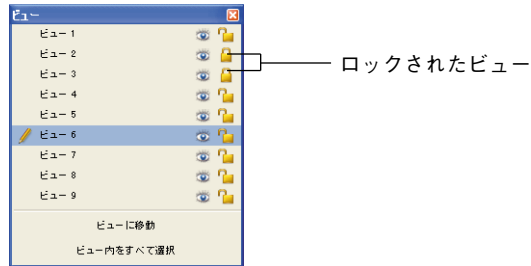 ビュー
ビュー 1
ビュー 2
ビュー 3
ビュー 4
ビュー 5
ビュー 6
ビュー 7
ビュー 8
ビュー 9
ビューに移動
ビュー内をすべて選択
ロックされたビュー